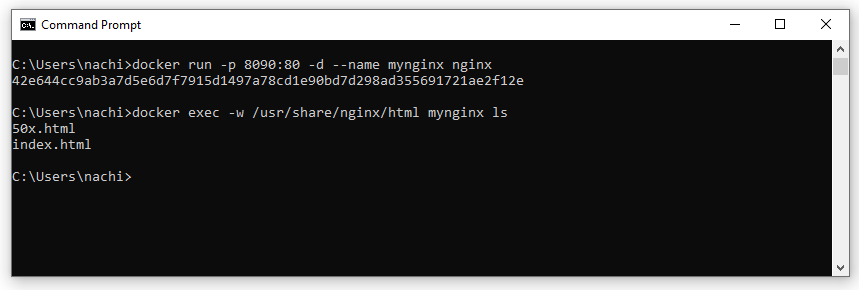 Command Prompt
C:\Users\nachi>docker run -p 8090:80 -d --name mynginx nginx
42e644cc9ab3a7d5e6d7f7915d1497a78cd1e90bd7d298ad355691721ae2f12e
C:\Users\nachi>docker exec -w /usr/share/nginx/html mynginx ls
50x.html
index.html
C:\Users\nachi>